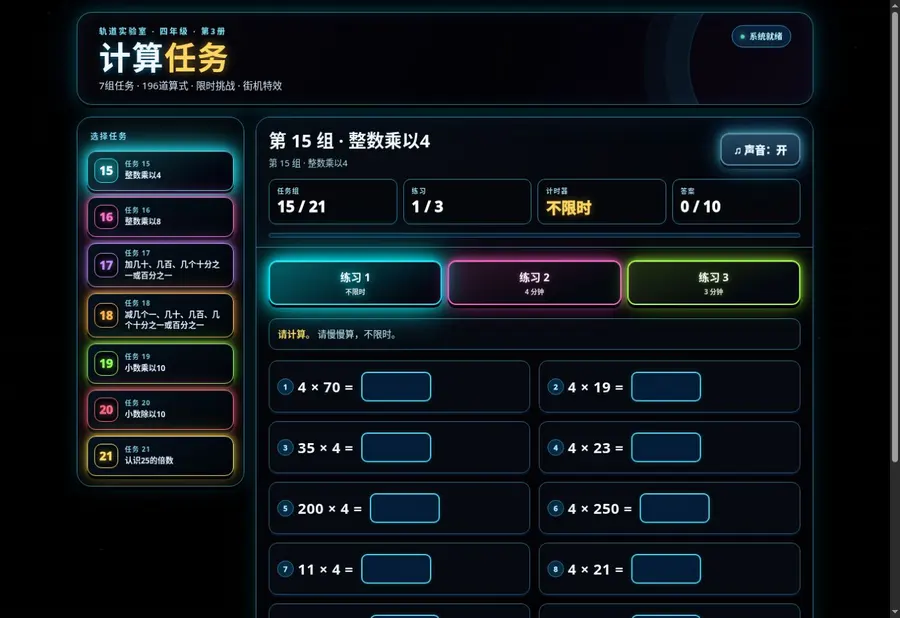 轨道实验室 · 四年级 · 第3册
计算任务
7组任务 · 196道算式 · 限时挑战 · 街机特效
系统就绪
选择任务
15
任务 15
整数乘以4
16
任务 16
整数乘以8
17
任务 17
加几十、几百、几个十分之
一或百分之一
18
任务 18
减几个一、几十、几百、几
个十分之一或百分之一
19
任务 19
小数乘以10
20
任务 20
小数除以10
21
任务 21
认识25的倍数
第 15 组 · 整数乘以4
第 15 组 · 整数乘以4
♫ 声音：开
任务组
15 / 21
练习
1 / 3
计时器
不限时
答案
0 / 10
练习 1
不限时
练习 2
4 分钟
练习 3
3 分钟
请计算。 请慢慢算，不限时。
1 4 × 70 =
2 4 × 19 =
3 35 × 4 =
4 4 × 23 =
5 200 × 4 =
6 4 × 250 =
7 11 × 4 =
8 4 × 21 =